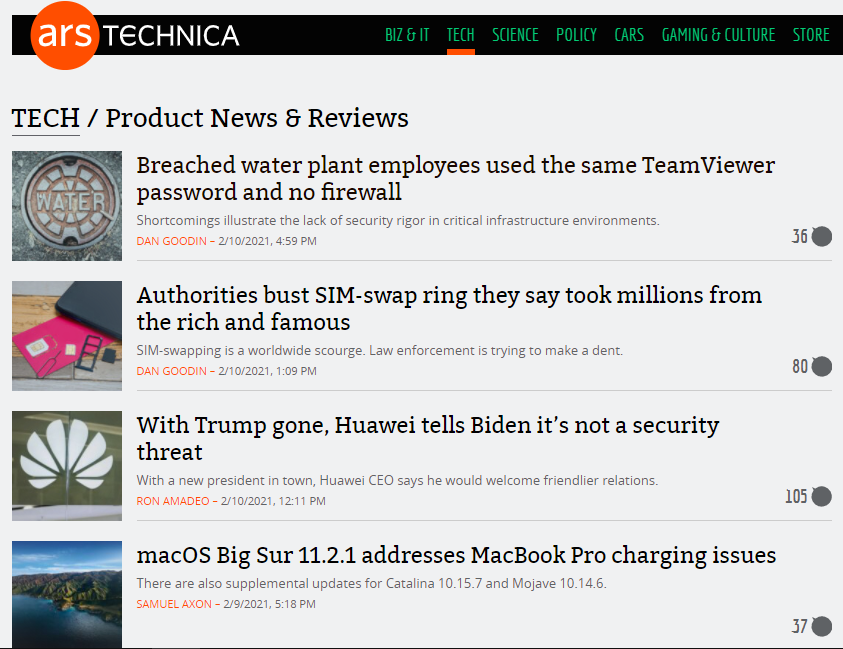 ars TECHNICA
BIZ & IT TECH SCIENCE POLICY CARS GAMING & CULTURE STORE
TECH / Product News & Reviews
WATER
Breached water plant employees used the same TeamViewer
password and no firewall
Shortcomings illustrate the lack of security rigor in critical infrastructure environments.
DAN GOODIN – 2/10/2021, 4:59 PM
36
Authorities bust SIM-swap ring they say took millions from
the rich and famous
SIM-swapping is a worldwide scourge. Law enforcement is trying to make a dent.
DAN GOODIN – 2/10/2021, 1:09 PM
80
With Trump gone, Huawei tells Biden it’s not a security
threat
With a new president in town, Huawei CEO says he would welcome friendlier relations.
RON AMADEO – 2/10/2021, 12:11 PM
105
macOS Big Sur 11.2.1 addresses MacBook Pro charging issues
There are also supplemental updates for Catalina 10.15.7 and Mojave 10.14.6.
SAMUEL AXON – 2/9/2021, 5:18 PM
37